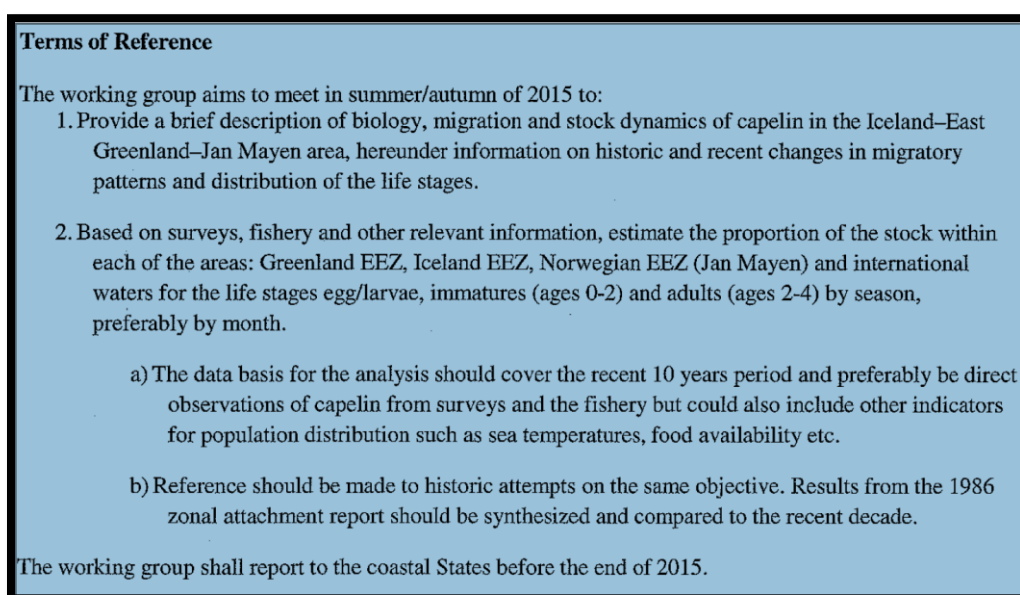 Terms of Reference
The working group aims to meet in summer/autumn of 2015 to:
1. Provide a brief description of biology, migration and stock dynamics of capelin in the Iceland–East
Greenland–Jan Mayen area, hereunder information on historic and recent changes in migratory
patterns and distribution of the life stages.
2. Based on surveys, fishery and other relevant information, estimate the proportion of the stock within
each of the areas: Greenland EEZ, Iceland EEZ, Norwegian EEZ (Jan Mayen) and international
waters for the life stages egg/larvae, immatures (ages 0-2) and adults (ages 2-4) by season,
preferably by month.
a) The data basis for the analysis should cover the recent 10 years period and preferably be direct
observations of capelin from surveys and the fishery but could also include other indicators
for population distribution such as sea temperatures, food availability etc.
b) Reference should be made to historic attempts on the same objective. Results from the 1986
zonal attachment report should be synthesized and compared to the recent decade.
The working group shall report to the coastal States before the end of 2015.